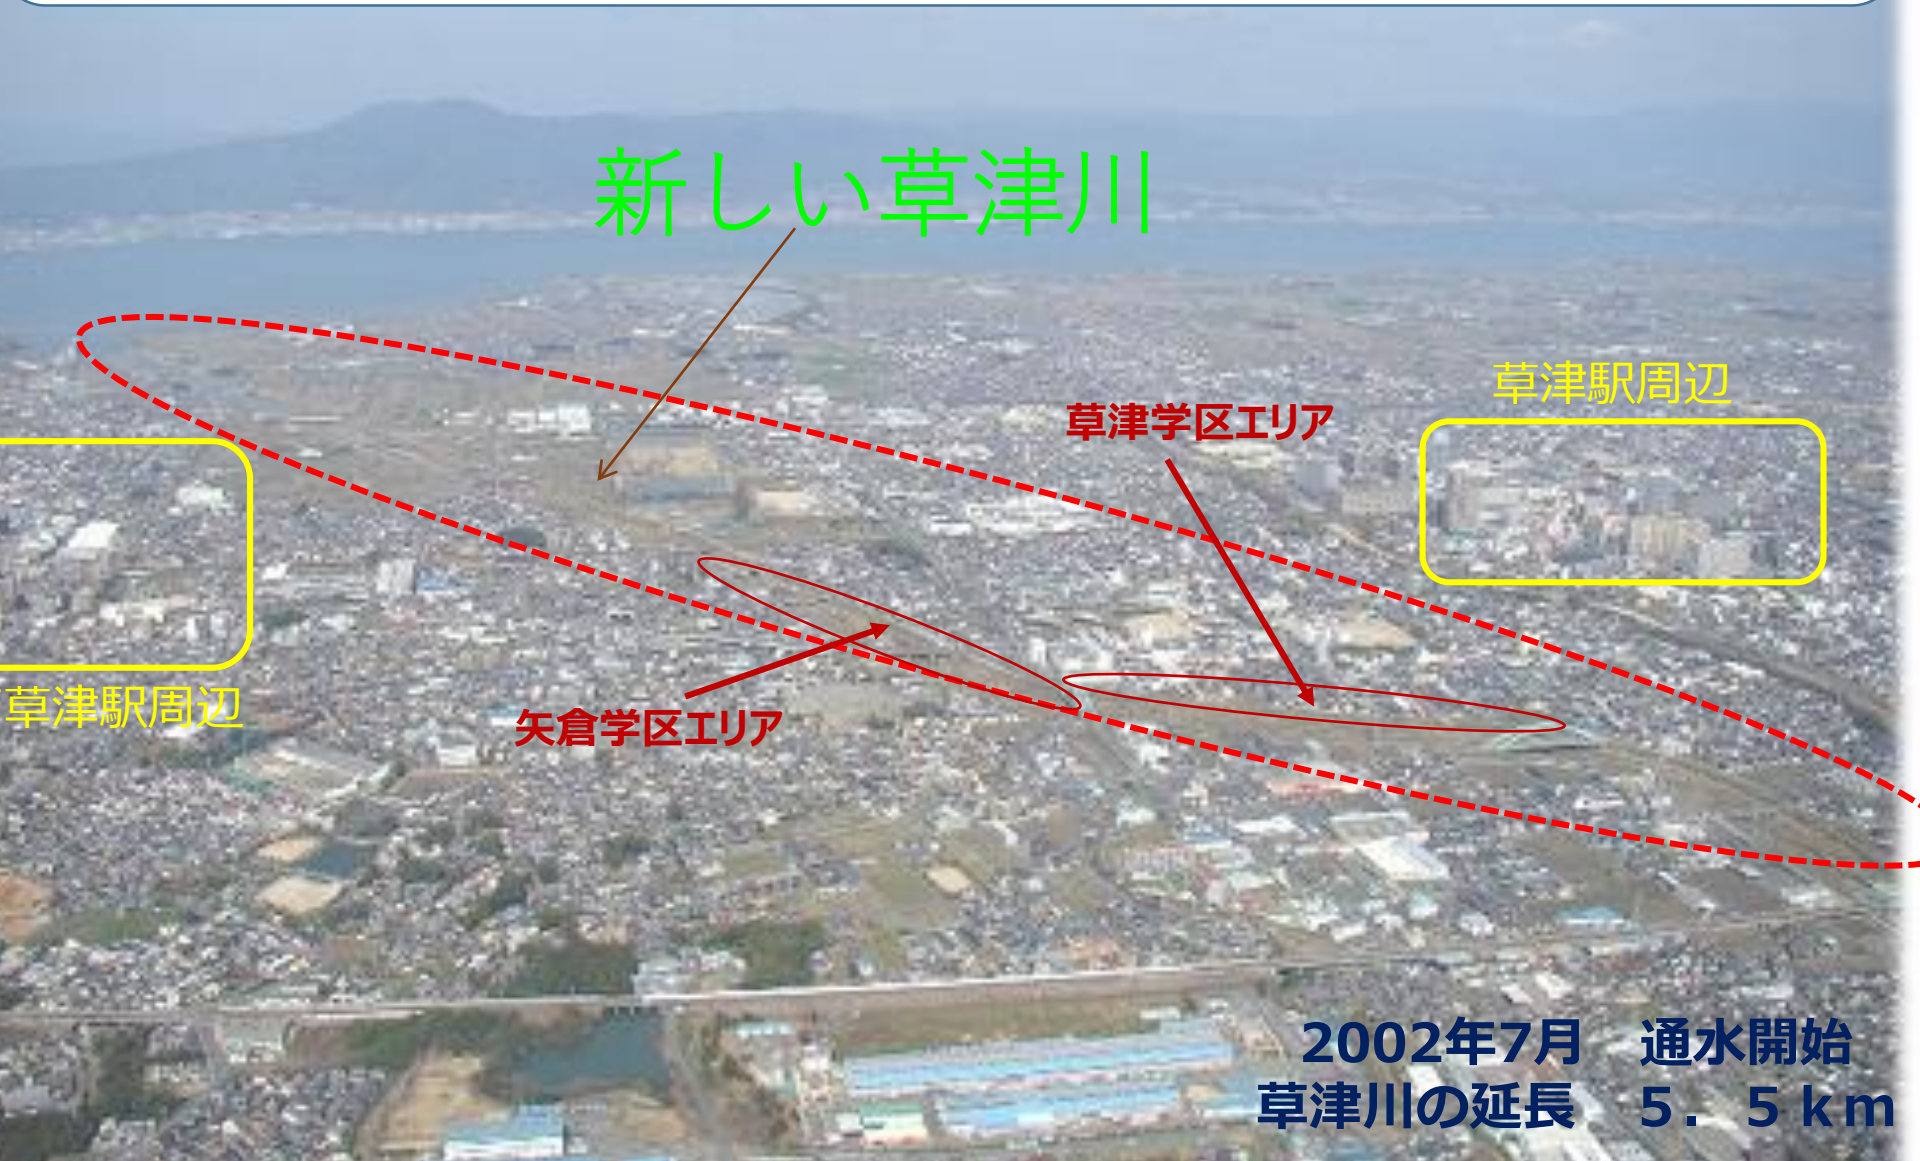 新しい草津川
草津駅周辺
草津学区エリア
草津駅周辺
矢倉学区エリア
2002年7月　通水開始
草津川の延長　５．５ｋｍ